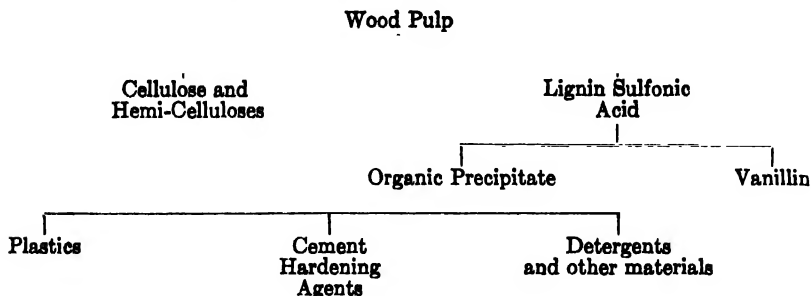 Wood Pulp
Cellulose and
Hemi-Celluloses
Lignin Sulfonic
Acid
Organic Precipitate
Vanillin
Plastics
Cement
Hardening
Agents
Detergents
and other materials